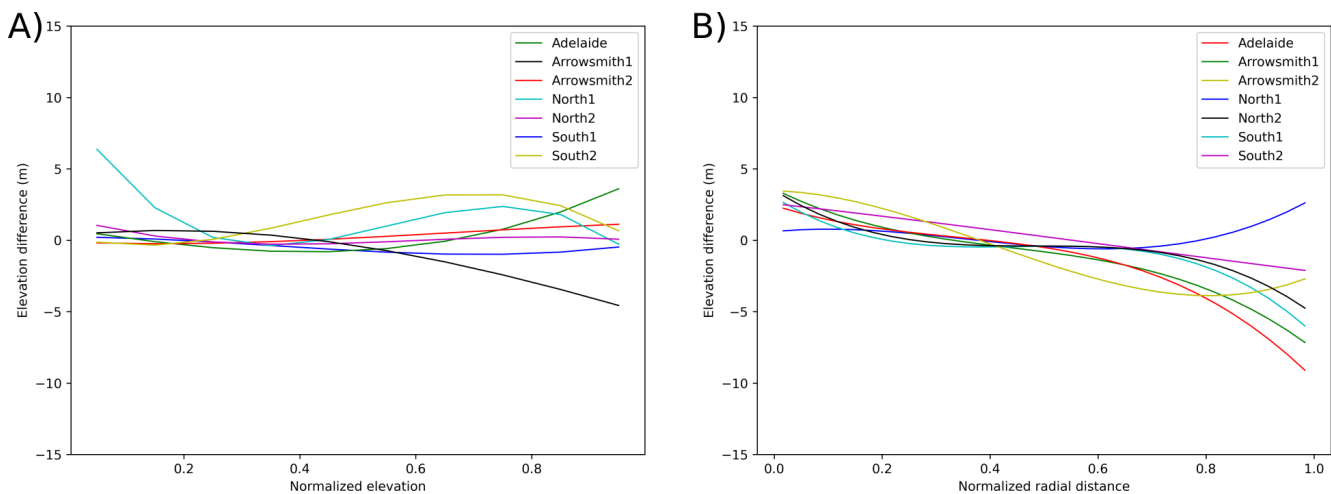 A)
15
10
5
0
−5
−10
−15
Elevation difference (m)
0.2
0.4
0.6
0.8
Normalized elevation
Adelaide
Arrowsmith1
Arrowsmith2
North1
North2
South1
South2
B)
15
10
5
0
−5
−10
−15
Elevation difference (m)
0.0
0.2
0.4
0.6
0.8
1.0
Normalized radial distance
Adelaide
Arrowsmith1
Arrowsmith2
North1
North2
South1
South2